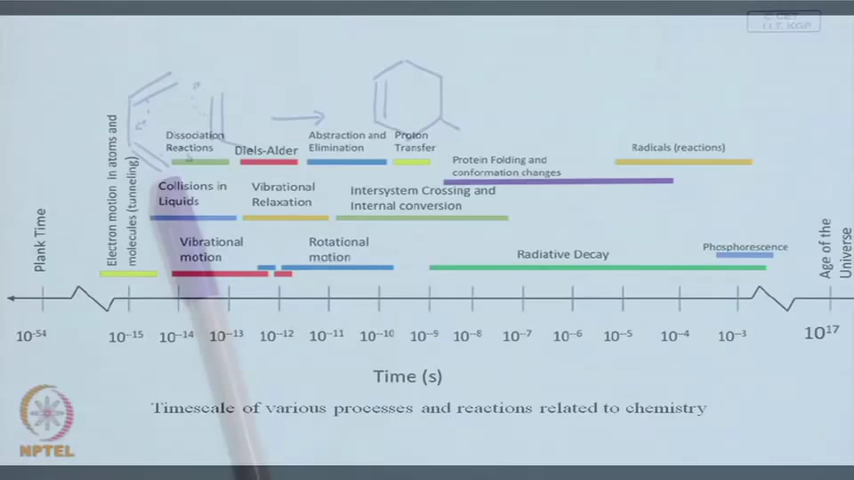 © CET
I.I.T. KGP
Dissociation
Reactions
Diels-Alder
Abstraction and
Elimination
Proton
Transfer
Protein Folding and
conformation changes
Radicals (reactions)
Electron motion in atoms and
molecules (tunneling)
Collisions in
Liquids
Vibrational
Relaxation
Intersystem Crossing and
Internal conversion
Plank Time
Vibrational
motion
Rotational
motion
Radiative Decay
Phosphorescence
Age of the
Universe
10⁻⁵⁴ 10⁻¹⁵ 10⁻¹⁴ 10⁻¹³ 10⁻¹² 10⁻¹¹ 10⁻¹⁰ 10⁻⁹ 10⁻⁸ 10⁻⁷ 10⁻⁶ 10⁻⁵ 10⁻⁴ 10⁻³ 10¹⁷
Time (s)
Timescale of various processes and reactions related to chemistry
NPTEL